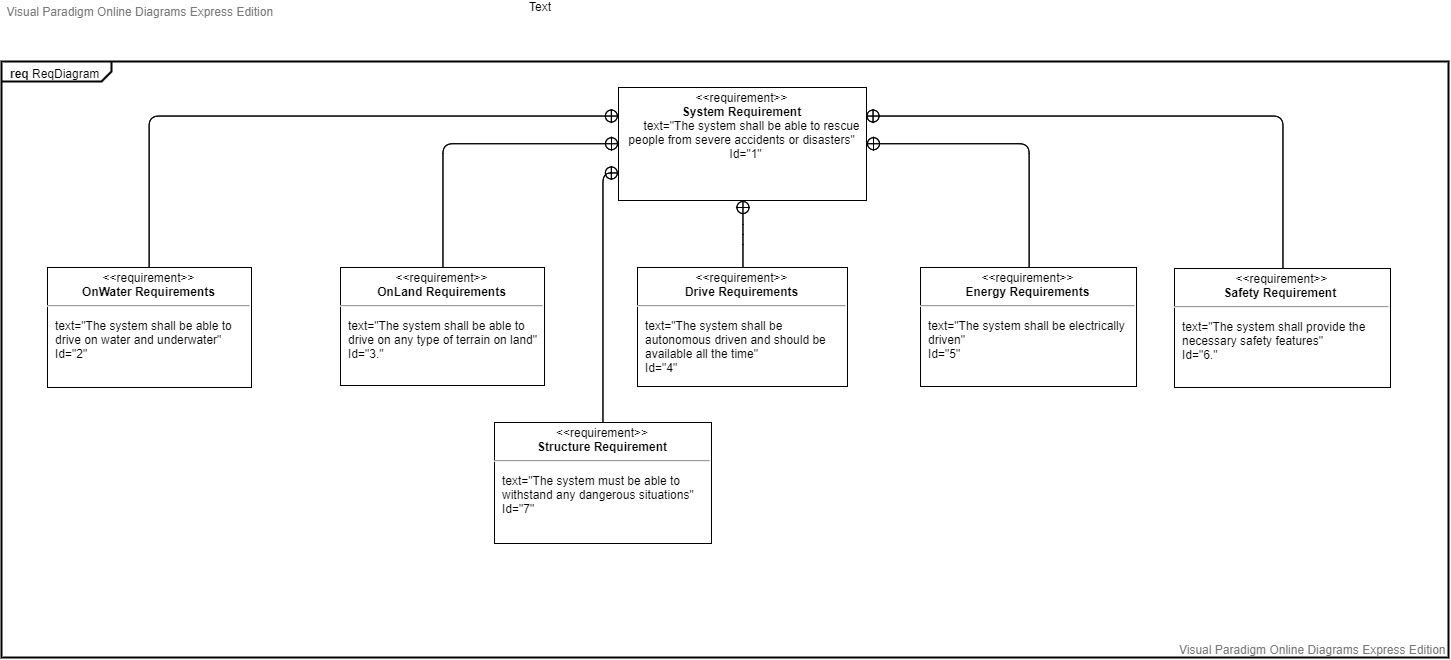 Visual Paradigm Online Diagrams Express Edition
Text
req ReqDiagram
<<requirement>>
System Requirement
text="The system shall be able to rescue
people from severe accidents or disasters"
Id="1"
<<requirement>>
OnWater Requirements
text="The system shall be able to
drive on water and underwater"
Id="2"
<<requirement>>
OnLand Requirements
text="The system shall be able to
drive on any type of terrain on land"
Id="3."
<<requirement>>
Drive Requirements
text="The system shall be
autonomous driven and should be
available all the time"
Id="4"
<<requirement>>
Energy Requirements
text="The system shall be electrically
driven"
Id="5"
<<requirement>>
Safety Requirement
text="The system shall provide the
necessary safety features"
Id="6."
<<requirement>>
Structure Requirement
text="The system must be able to
withstand any dangerous situations"
Id="7"
Visual Paradigm Online Diagrams Express Edition